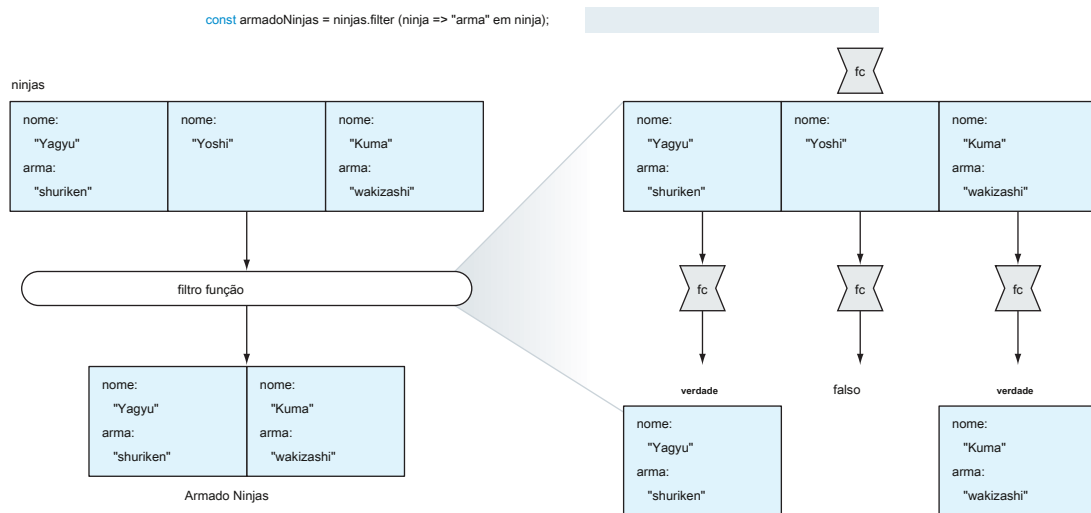 const armadoNinjas = ninjas.filter (ninja => "arma" em ninja);
fc
ninjas
nome:
"Yagyu"
arma:
"shuriken"
nome:
"Yoshi"
nome:
"Kuma"
arma:
"wakizashi"
nome:
"Yagyu"
arma:
"shuriken"
nome:
"Yoshi"
nome:
"Kuma"
arma:
"wakizashi"
filtro função
fc
fc
fc
nome:
"Yagyu"
arma:
"shuriken"
nome:
"Kuma"
arma:
"wakizashi"
Armado Ninjas
verdade
falso
verdade
nome:
"Yagyu"
arma:
"shuriken"
nome:
"Kuma"
arma:
"wakizashi"